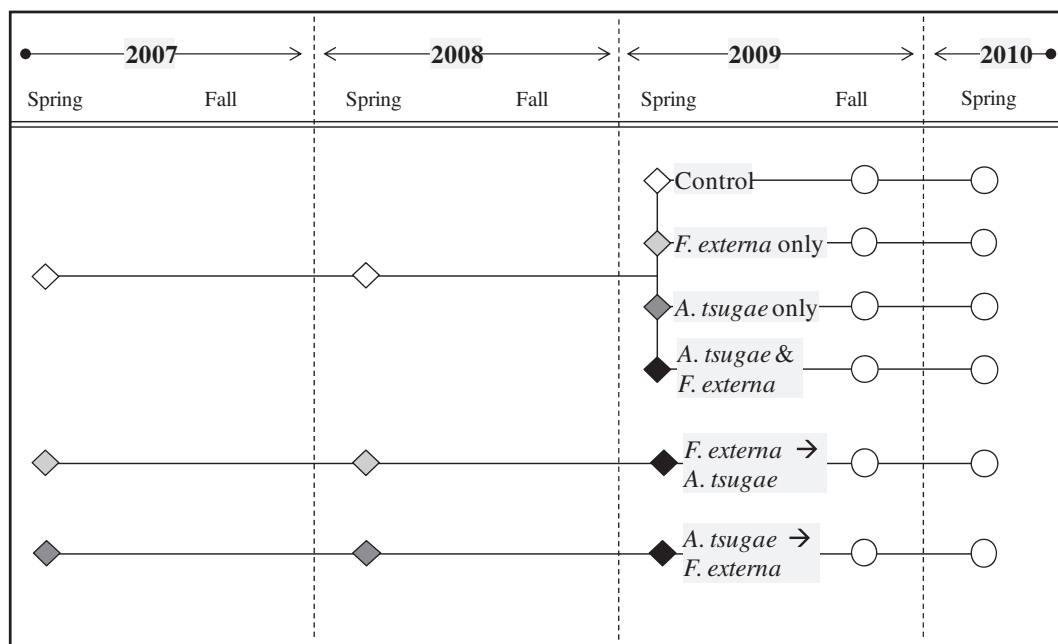 2007 2008 2009 2010
Spring Fall Spring Fall Spring Fall Spring
Control
F. externa only
A. tsugae only
A. tsugae &
F. externa
F. externa →
A. tsugae
A. tsugae →
F. externa